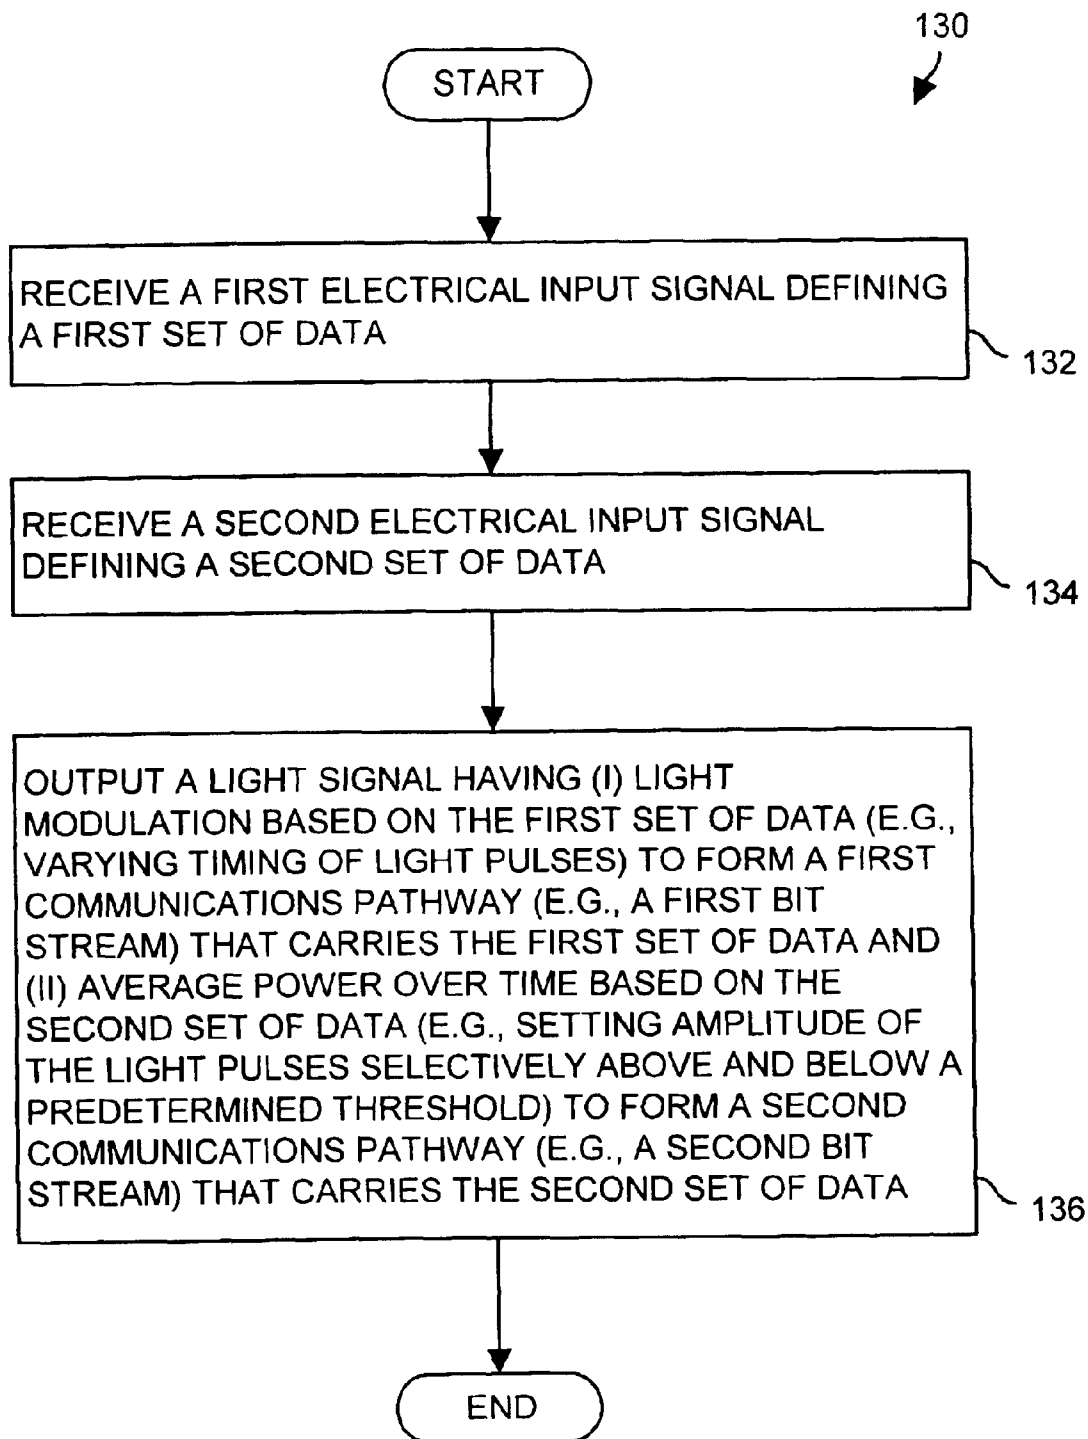 130
START
RECEIVE A FIRST ELECTRICAL INPUT SIGNAL DEFINING
A FIRST SET OF DATA
132
RECEIVE A SECOND ELECTRICAL INPUT SIGNAL
DEFINING A SECOND SET OF DATA
134
OUTPUT A LIGHT SIGNAL HAVING (I) LIGHT
MODULATION BASED ON THE FIRST SET OF DATA (E.G.,
VARYING TIMING OF LIGHT PULSES) TO FORM A FIRST
COMMUNICATIONS PATHWAY (E.G., A FIRST BIT
STREAM) THAT CARRIES THE FIRST SET OF DATA AND
(II) AVERAGE POWER OVER TIME BASED ON THE
SECOND SET OF DATA (E.G., SETTING AMPLITUDE OF
THE LIGHT PULSES SELECTIVELY ABOVE AND BELOW A
PREDETERMINED THRESHOLD) TO FORM A SECOND
COMMUNICATIONS PATHWAY (E.G., A SECOND BIT
STREAM) THAT CARRIES THE SECOND SET OF DATA
136
END